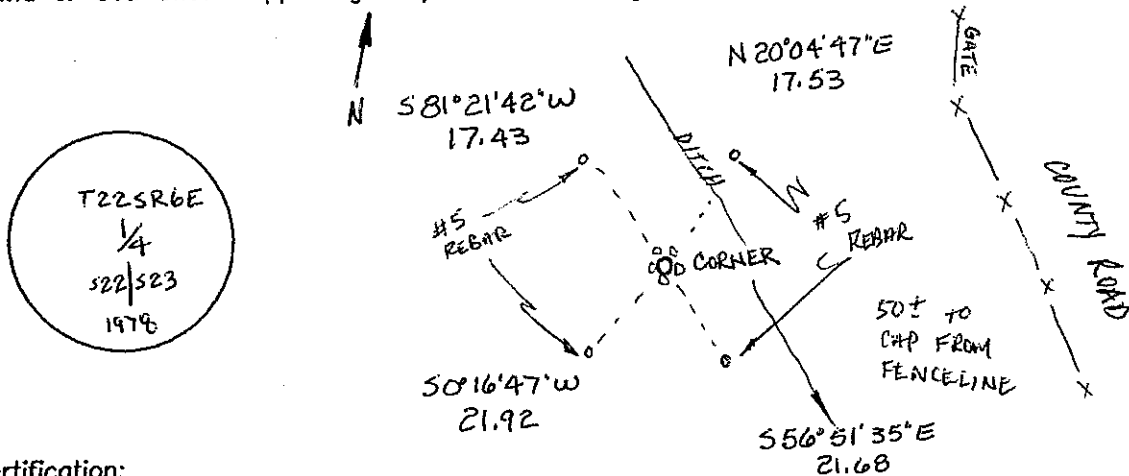 N
S81°21'42"W
17.43
N20°04'47"E
17.53
GATE
DITCH
T22SR6E
1/4
S22|S23
1978
#5
REBAR
#5
REBAR
CORNER
COUNTY ROAD
50± TO
CAP FROM
FENCELINE
S0°16'47"W
21.92
S56°51'35"E
21.68
ertification: